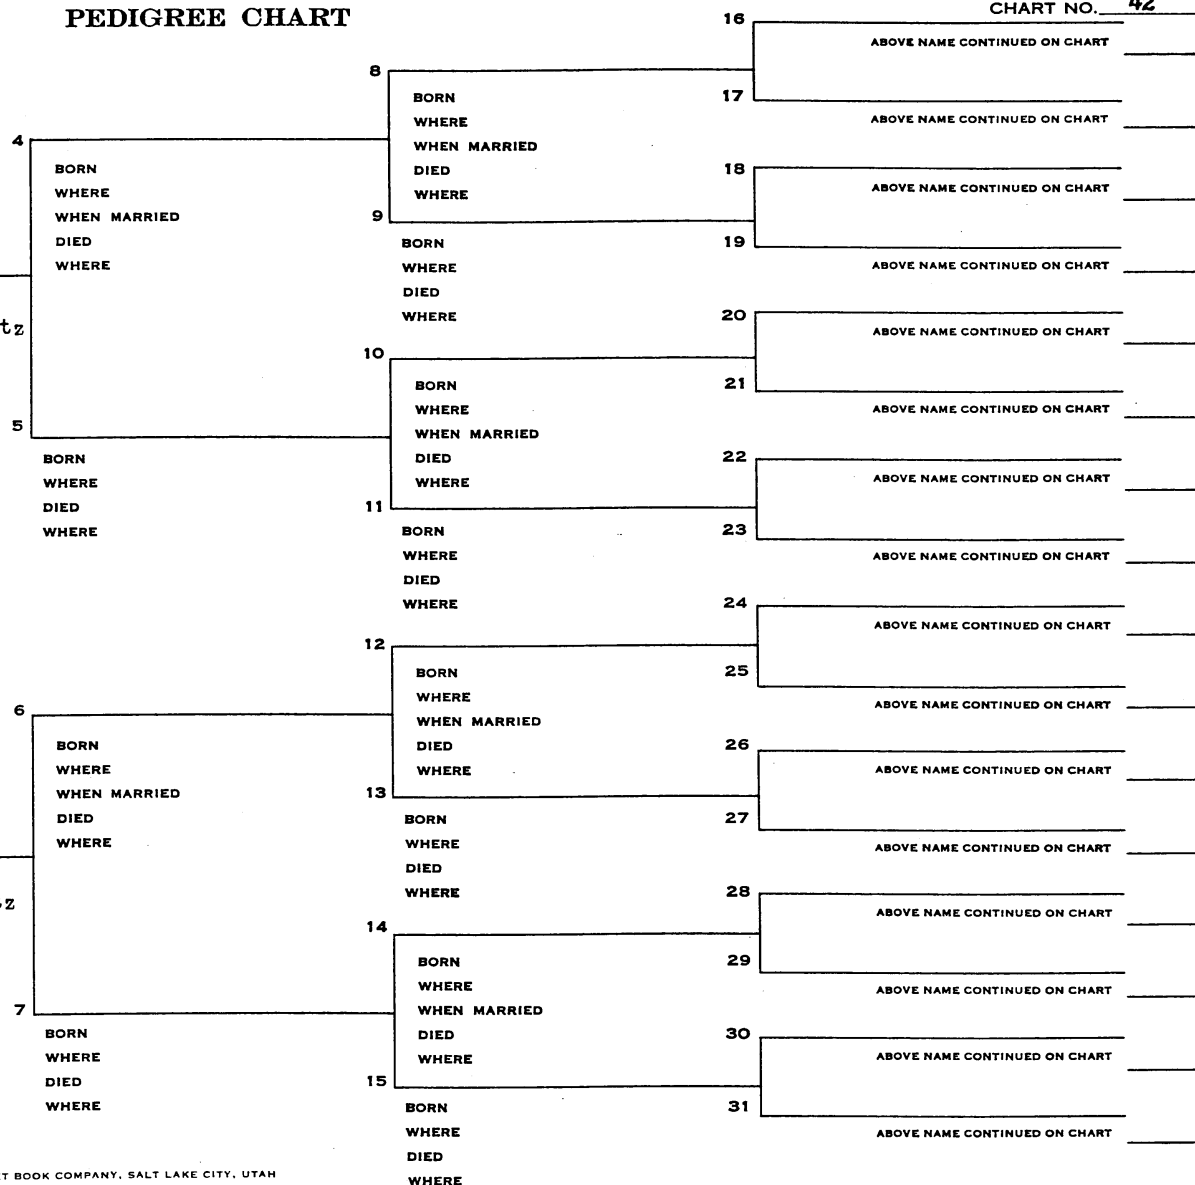 PEDIGREE CHART
CHART NO. 42
16
ABOVE NAME CONTINUED ON CHART
8
BORN
17
WHERE
ABOVE NAME CONTINUED ON CHART
4
WHEN MARRIED
BORN
DIED
18
WHERE
WHERE
ABOVE NAME CONTINUED ON CHART
WHEN MARRIED
9
DIED
BORN
19
WHERE
WHERE
ABOVE NAME CONTINUED ON CHART
DIED
WHERE
20
tz
ABOVE NAME CONTINUED ON CHART
10
BORN
21
WHERE
ABOVE NAME CONTINUED ON CHART
5
WHEN MARRIED
BORN
DIED
22
WHERE
WHERE
ABOVE NAME CONTINUED ON CHART
DIED
11
WHERE
BORN
23
WHERE
ABOVE NAME CONTINUED ON CHART
DIED
WHERE
24
ABOVE NAME CONTINUED ON CHART
12
BORN
25
WHERE
ABOVE NAME CONTINUED ON CHART
6
WHEN MARRIED
BORN
DIED
26
WHERE
WHERE
ABOVE NAME CONTINUED ON CHART
WHEN MARRIED
13
DIED
BORN
27
WHERE
WHERE
ABOVE NAME CONTINUED ON CHART
DIED
WHERE
28
z
ABOVE NAME CONTINUED ON CHART
14
BORN
29
WHERE
ABOVE NAME CONTINUED ON CHART
7
WHEN MARRIED
BORN
DIED
30
WHERE
WHERE
ABOVE NAME CONTINUED ON CHART
DIED
15
WHERE
BORN
31
WHERE
ABOVE NAME CONTINUED ON CHART
DIED
WHERE
T BOOK COMPANY, SALT LAKE CITY, UTAH